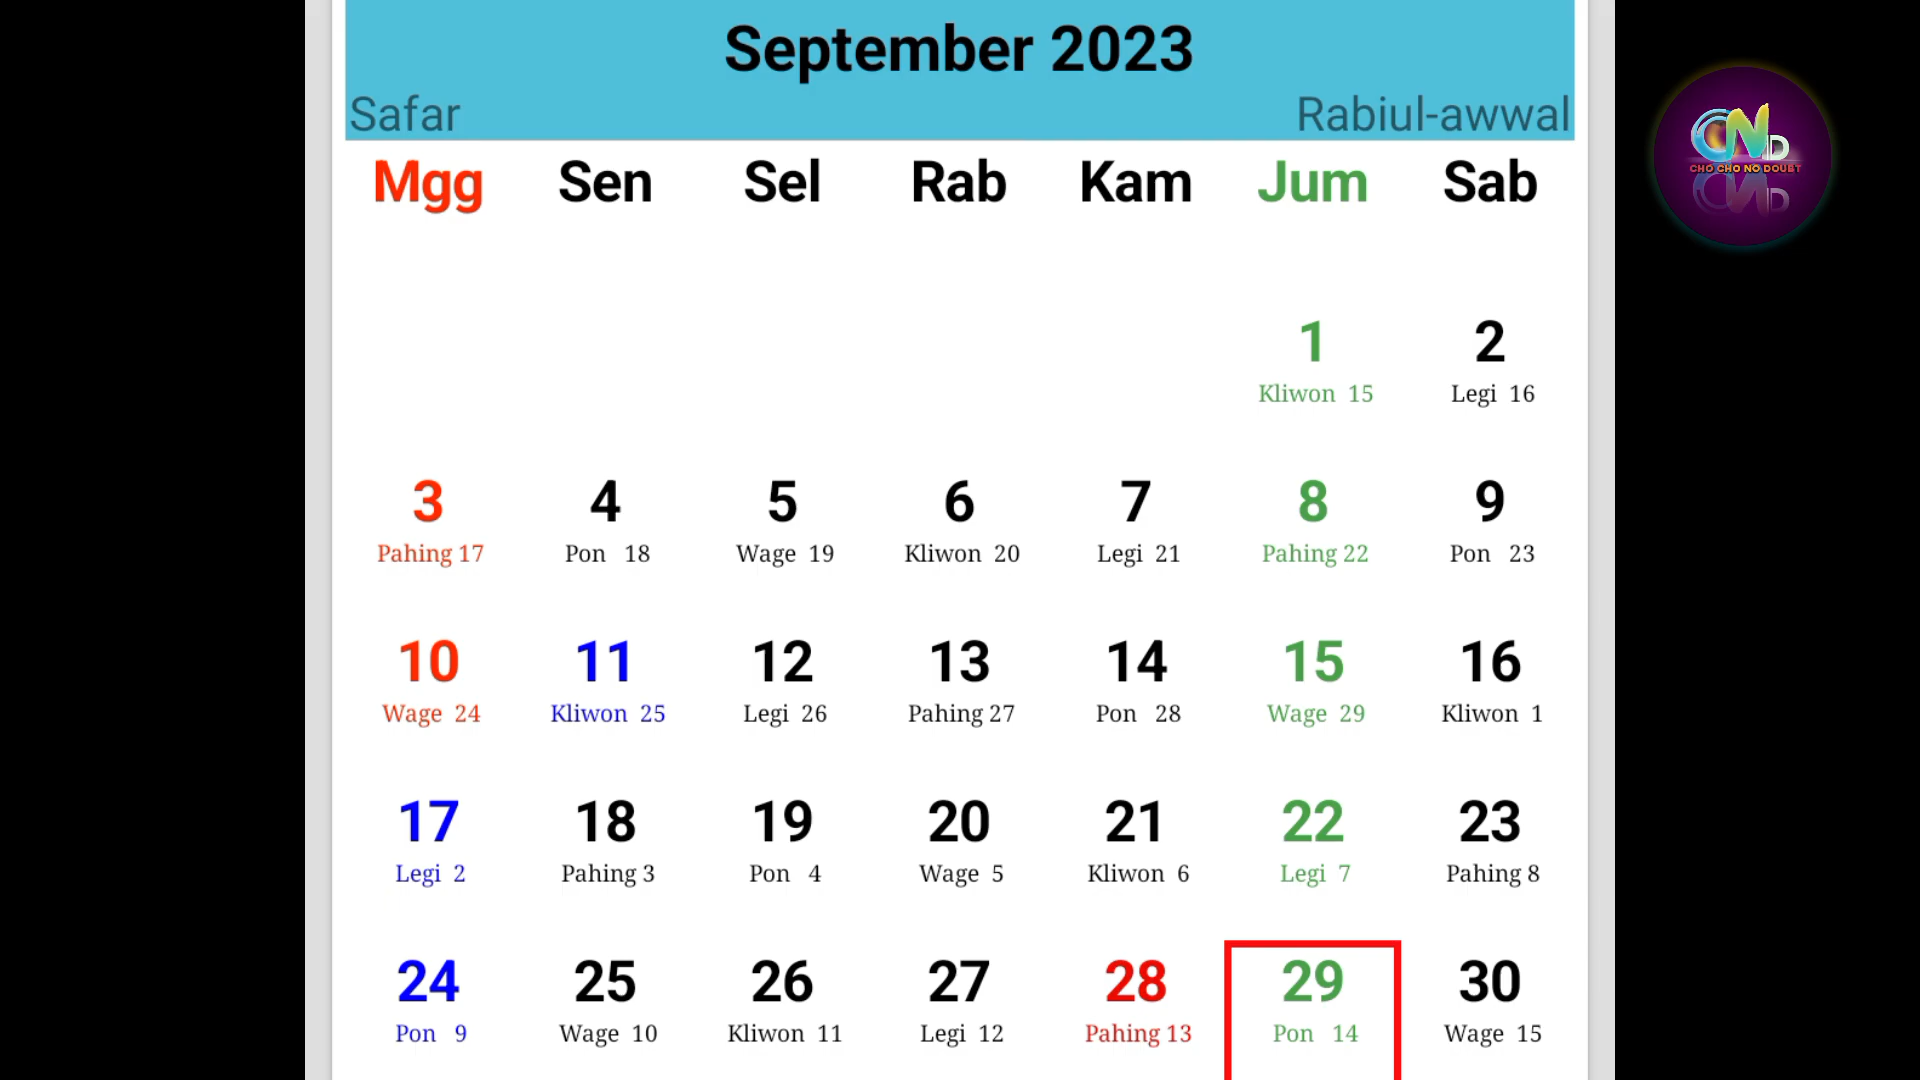 September 2023
Safar Rabiul-awwal
Mgg Sen Sel Rab Kam Jum Sab
1 2
Kliwon 15 Legi 16
3 4 5 6 7 8 9
Pahing 17 Pon 18 Wage 19 Kliwon 20 Legi 21 Pahing 22 Pon 23
10 11 12 13 14 15 16
Wage 24 Kliwon 25 Legi 26 Pahing 27 Pon 28 Wage 29 Kliwon 1
17 18 19 20 21 22 23
Legi 2 Pahing 3 Pon 4 Wage 5 Kliwon 6 Legi 7 Pahing 8
24 25 26 27 28 29 30
Pon 9 Wage 10 Kliwon 11 Legi 12 Pahing 13 Pon 14 Wage 15
CND
CHO CHO NO DOUBT